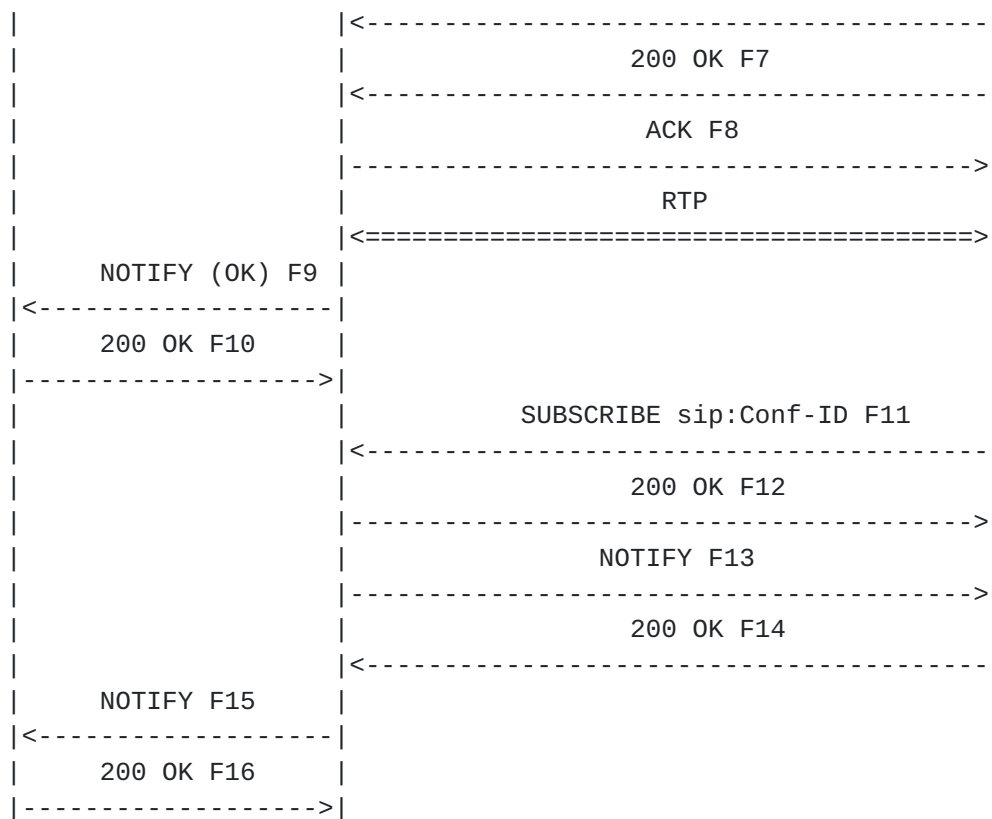 |                    |<----------------------------------------
|                    |                  200 OK F7
|                    |<----------------------------------------
|                    |                   ACK F8
|                    |---------------------------------------->
|                    |                    RTP
|                    |<=======================================>
|     NOTIFY (OK) F9 |
|<-------------------|
|     200 OK F10     |
|------------------->|
|                    |           SUBSCRIBE sip:Conf-ID F11
|                    |<----------------------------------------
|                    |                  200 OK F12
|                    |---------------------------------------->
|                    |                NOTIFY F13
|                    |---------------------------------------->
|                    |                  200 OK F14
|                    |<----------------------------------------
|     NOTIFY F15     |
|<-------------------|
|     200 OK F16     |
|------------------->|